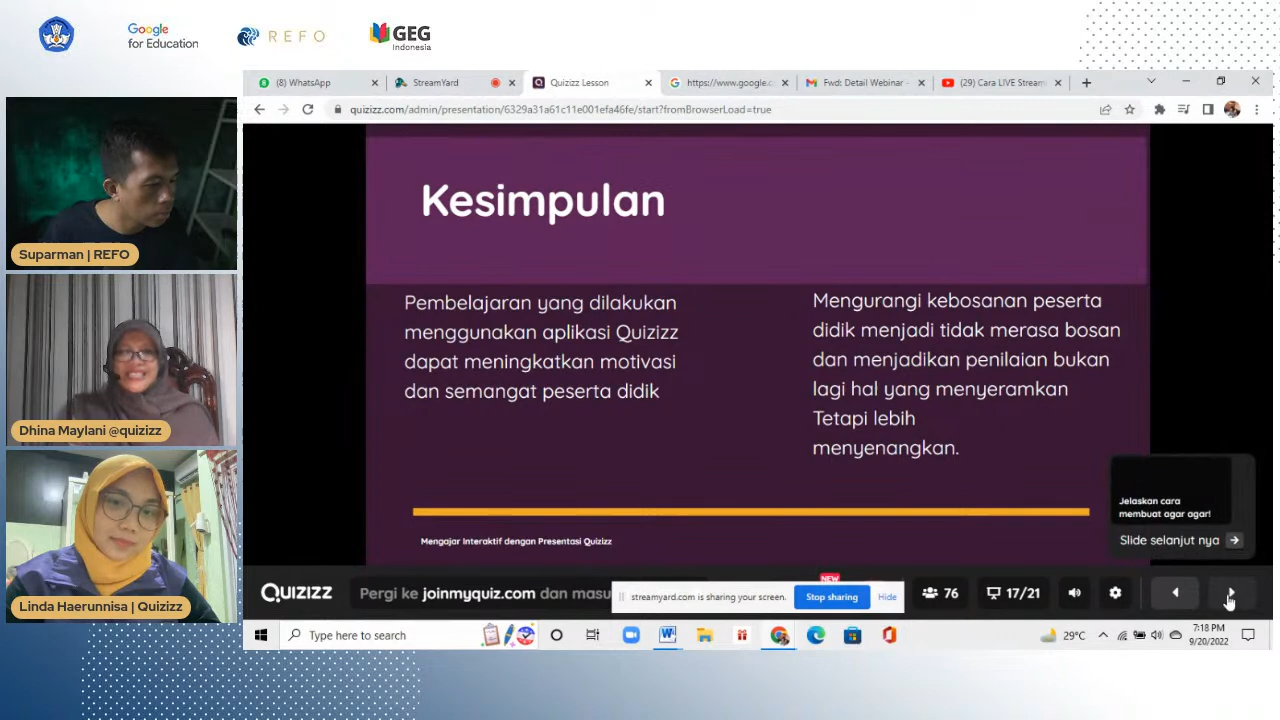 Google
for Education
REFO
GEG
Indonesia
(8) WhatsApp
StreamYard
Quizizz Lesson
https://www.google.c
Fwd: Detail Webinar -
(29) Cara LIVE Stream
quizizz.com/admin/presentation/6329a31a61c11e001efa46fe/start?fromBrowserLoad=true
Suparman | REFO
Dhina Maylani @quizizz
Linda Haerunnisa | Quizizz
Kesimpulan
Pembelajaran yang dilakukan
menggunakan aplikasi Quizizz
dapat meningkatkan motivasi
dan semangat peserta didik
Mengurangi kebosanan peserta
didik menjadi tidak merasa bosan
dan menjadikan penilaian bukan
lagi hal yang menyeramkan
Tetapi lebih
menyenangkan.
Mengajar Interaktif dengan Presentasi Quizizz
Jelaskan cara
membuat agar agar!
Slide selanjut nya
QUIZIZZ
Pergi ke joinmyquiz.com dan masu
streamyard.com is sharing your screen.
Stop sharing
Hide
NEW
76
17/21
Type here to search
29°C
7:18 PM
9/20/2022